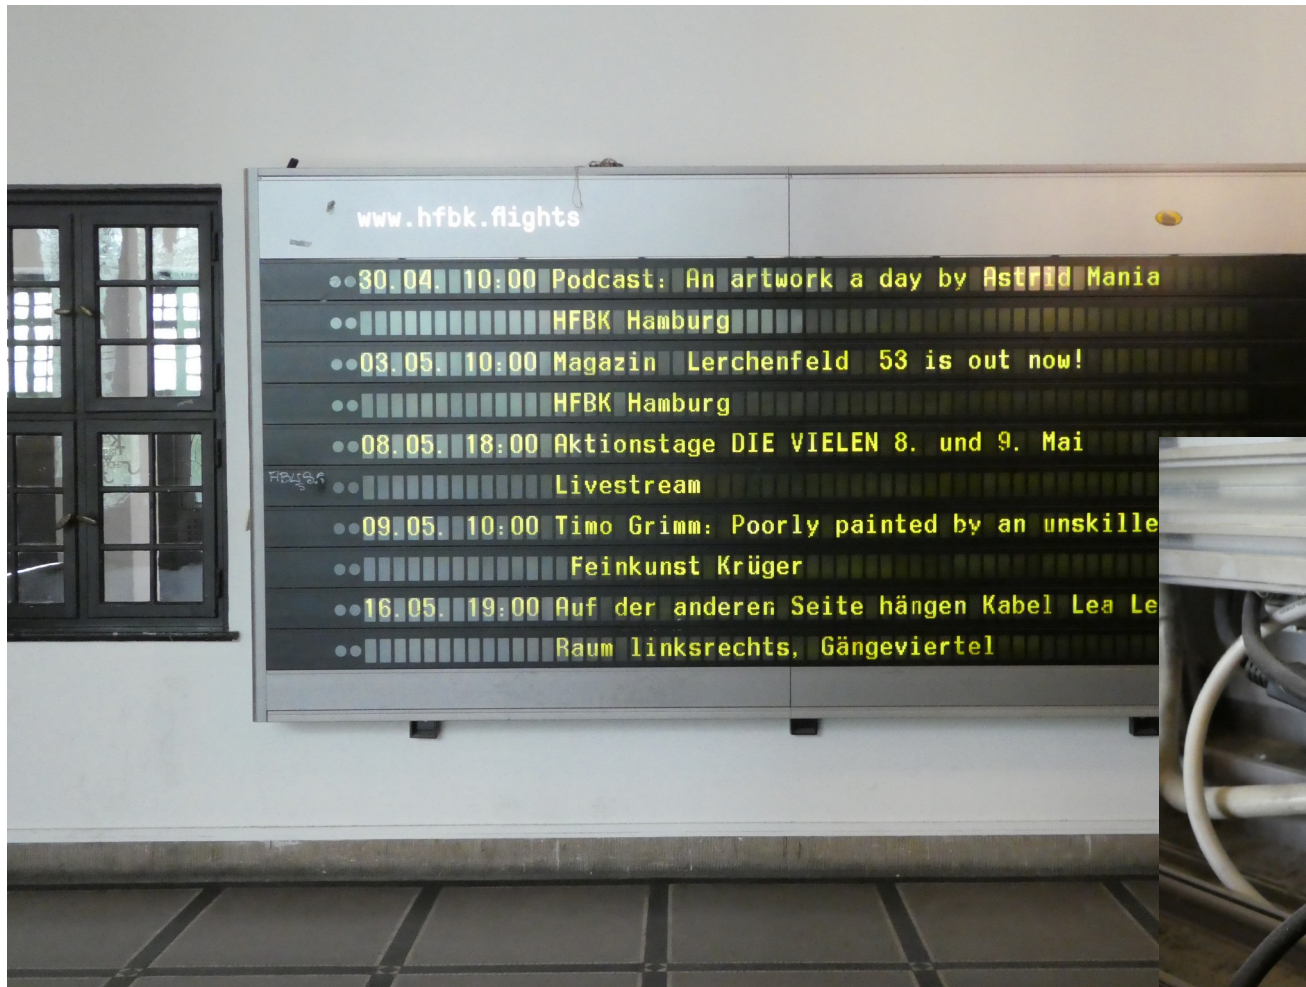 www.hfbk.flights
30.04. 10:00 Podcast: An artwork a day by Astrid Mania
HFBK Hamburg
03.05. 10:00 Magazin Lerchenfeld 53 is out now!
HFBK Hamburg
08.05. 18:00 Aktionstage DIE VIELEN 8. und 9. Mai
Livestream
09.05. 10:00 Timo Grimm: Poorly painted by an unskille
Feinkunst Krüger
16.05. 19:00 Auf der anderen Seite hängen Kabel Lea Le
Raum linksrechts, Gängeviertel